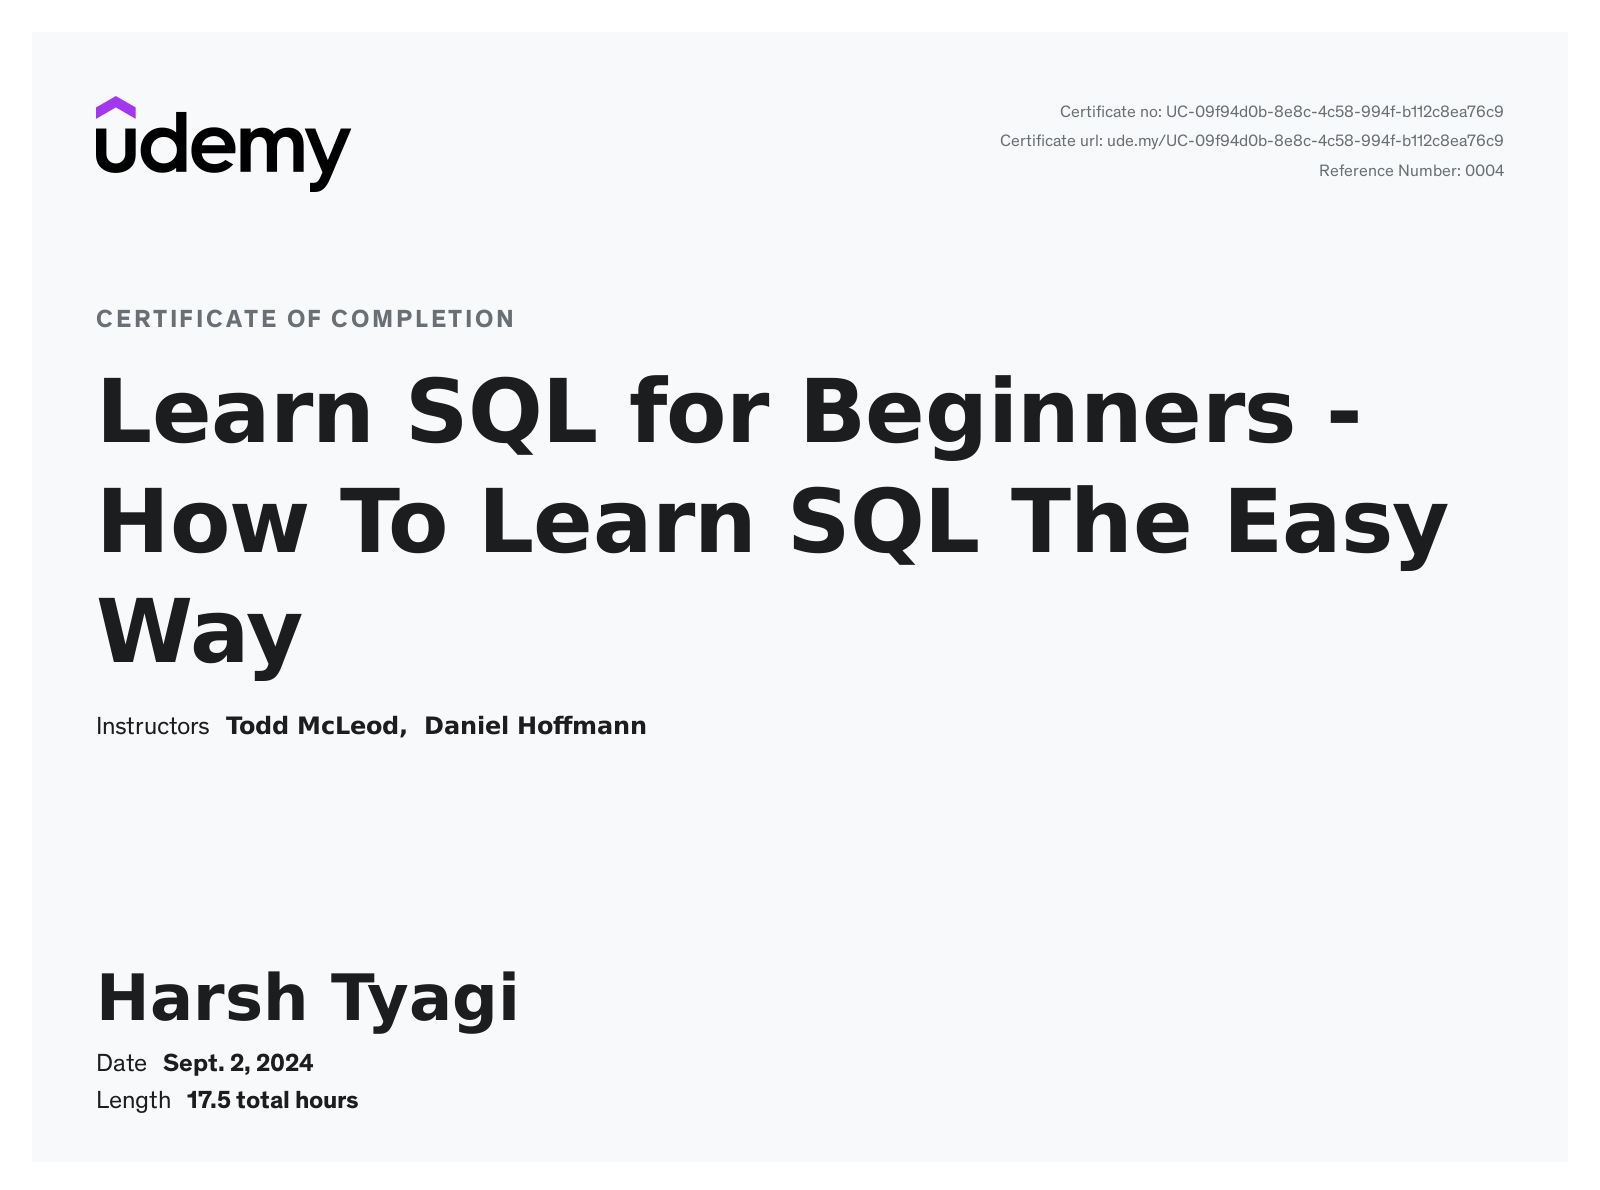 udemy
Certificate no: UC-09f94d0b-8e8c-4c58-994f-b112c8ea76c9
Certificate url: ude.my/UC-09f94d0b-8e8c-4c58-994f-b112c8ea76c9
Reference Number: 0004
CERTIFICATE OF COMPLETION
Learn SQL for Beginners -
How To Learn SQL The Easy
Way
Instructors Todd McLeod, Daniel Hoffmann
Harsh Tyagi
Date Sept. 2, 2024
Length 17.5 total hours